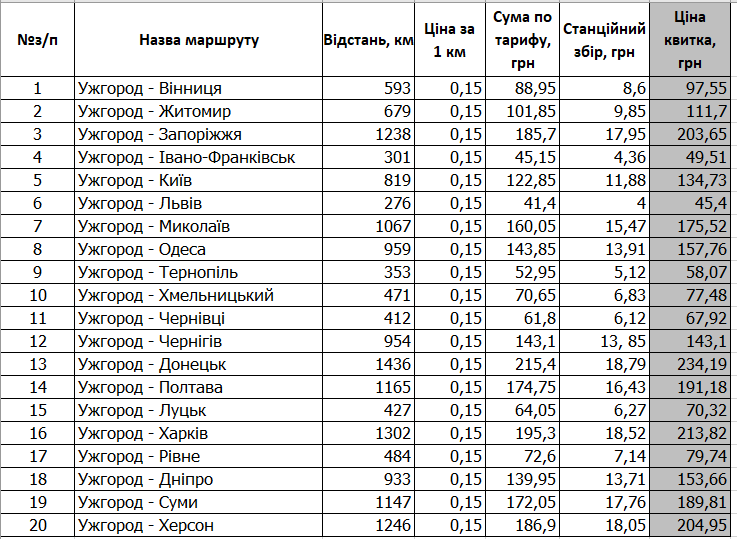 №з/п Назва маршруту Відстань, км Ціна за 1 км Сума по тарифу, грн Станційний збір, грн Ціна квитка, грн
1 Ужгород - Вінниця 593 0,15 88,95 8,6 97,55
2 Ужгород - Житомир 679 0,15 101,85 9,85 111,7
3 Ужгород - Запоріжжя 1238 0,15 185,7 17,95 203,65
4 Ужгород - Івано-Франківськ 301 0,15 45,15 4,36 49,51
5 Ужгород - Київ 819 0,15 122,85 11,88 134,73
6 Ужгород - Львів 276 0,15 41,4 4 45,4
7 Ужгород - Миколаїв 1067 0,15 160,05 15,47 175,52
8 Ужгород - Одеса 959 0,15 143,85 13,91 157,76
9 Ужгород - Тернопіль 353 0,15 52,95 5,12 58,07
10 Ужгород - Хмельницький 471 0,15 70,65 6,83 77,48
11 Ужгород - Чернівці 412 0,15 61,8 6,12 67,92
12 Ужгород - Чернігів 954 0,15 143,1 13, 85 143,1
13 Ужгород - Донецьк 1436 0,15 215,4 18,79 234,19
14 Ужгород - Полтава 1165 0,15 174,75 16,43 191,18
15 Ужгород - Луцьк 427 0,15 64,05 6,27 70,32
16 Ужгород - Харків 1302 0,15 195,3 18,52 213,82
17 Ужгород - Рівне 484 0,15 72,6 7,14 79,74
18 Ужгород - Дніпро 933 0,15 139,95 13,71 153,66
19 Ужгород - Суми 1147 0,15 172,05 17,76 189,81
20 Ужгород - Херсон 1246 0,15 186,9 18,05 204,95